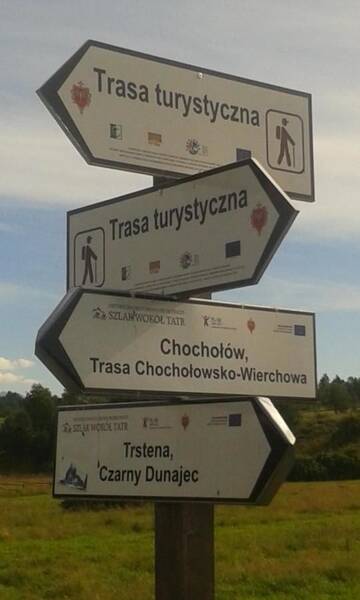 Trasa turystyczna
Trasa turystyczna
SZLAK WOKÓŁ TATR
Chochołów,
Trasa Chochołowsko-Wierchowa
SZLAK WOKÓŁ TATR
Trstena,
Czarny Dunajec